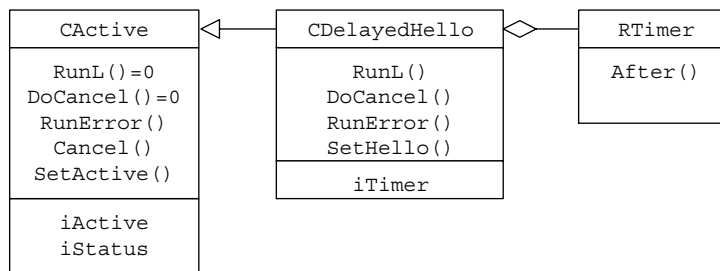 CActive
RunL()=0
DoCancel()=0
RunError()
Cancel()
SetActive()
iActive
iStatus
CDelayedHello
RunL()
DoCancel()
RunError()
SetHello()
iTimer
RTimer
After()